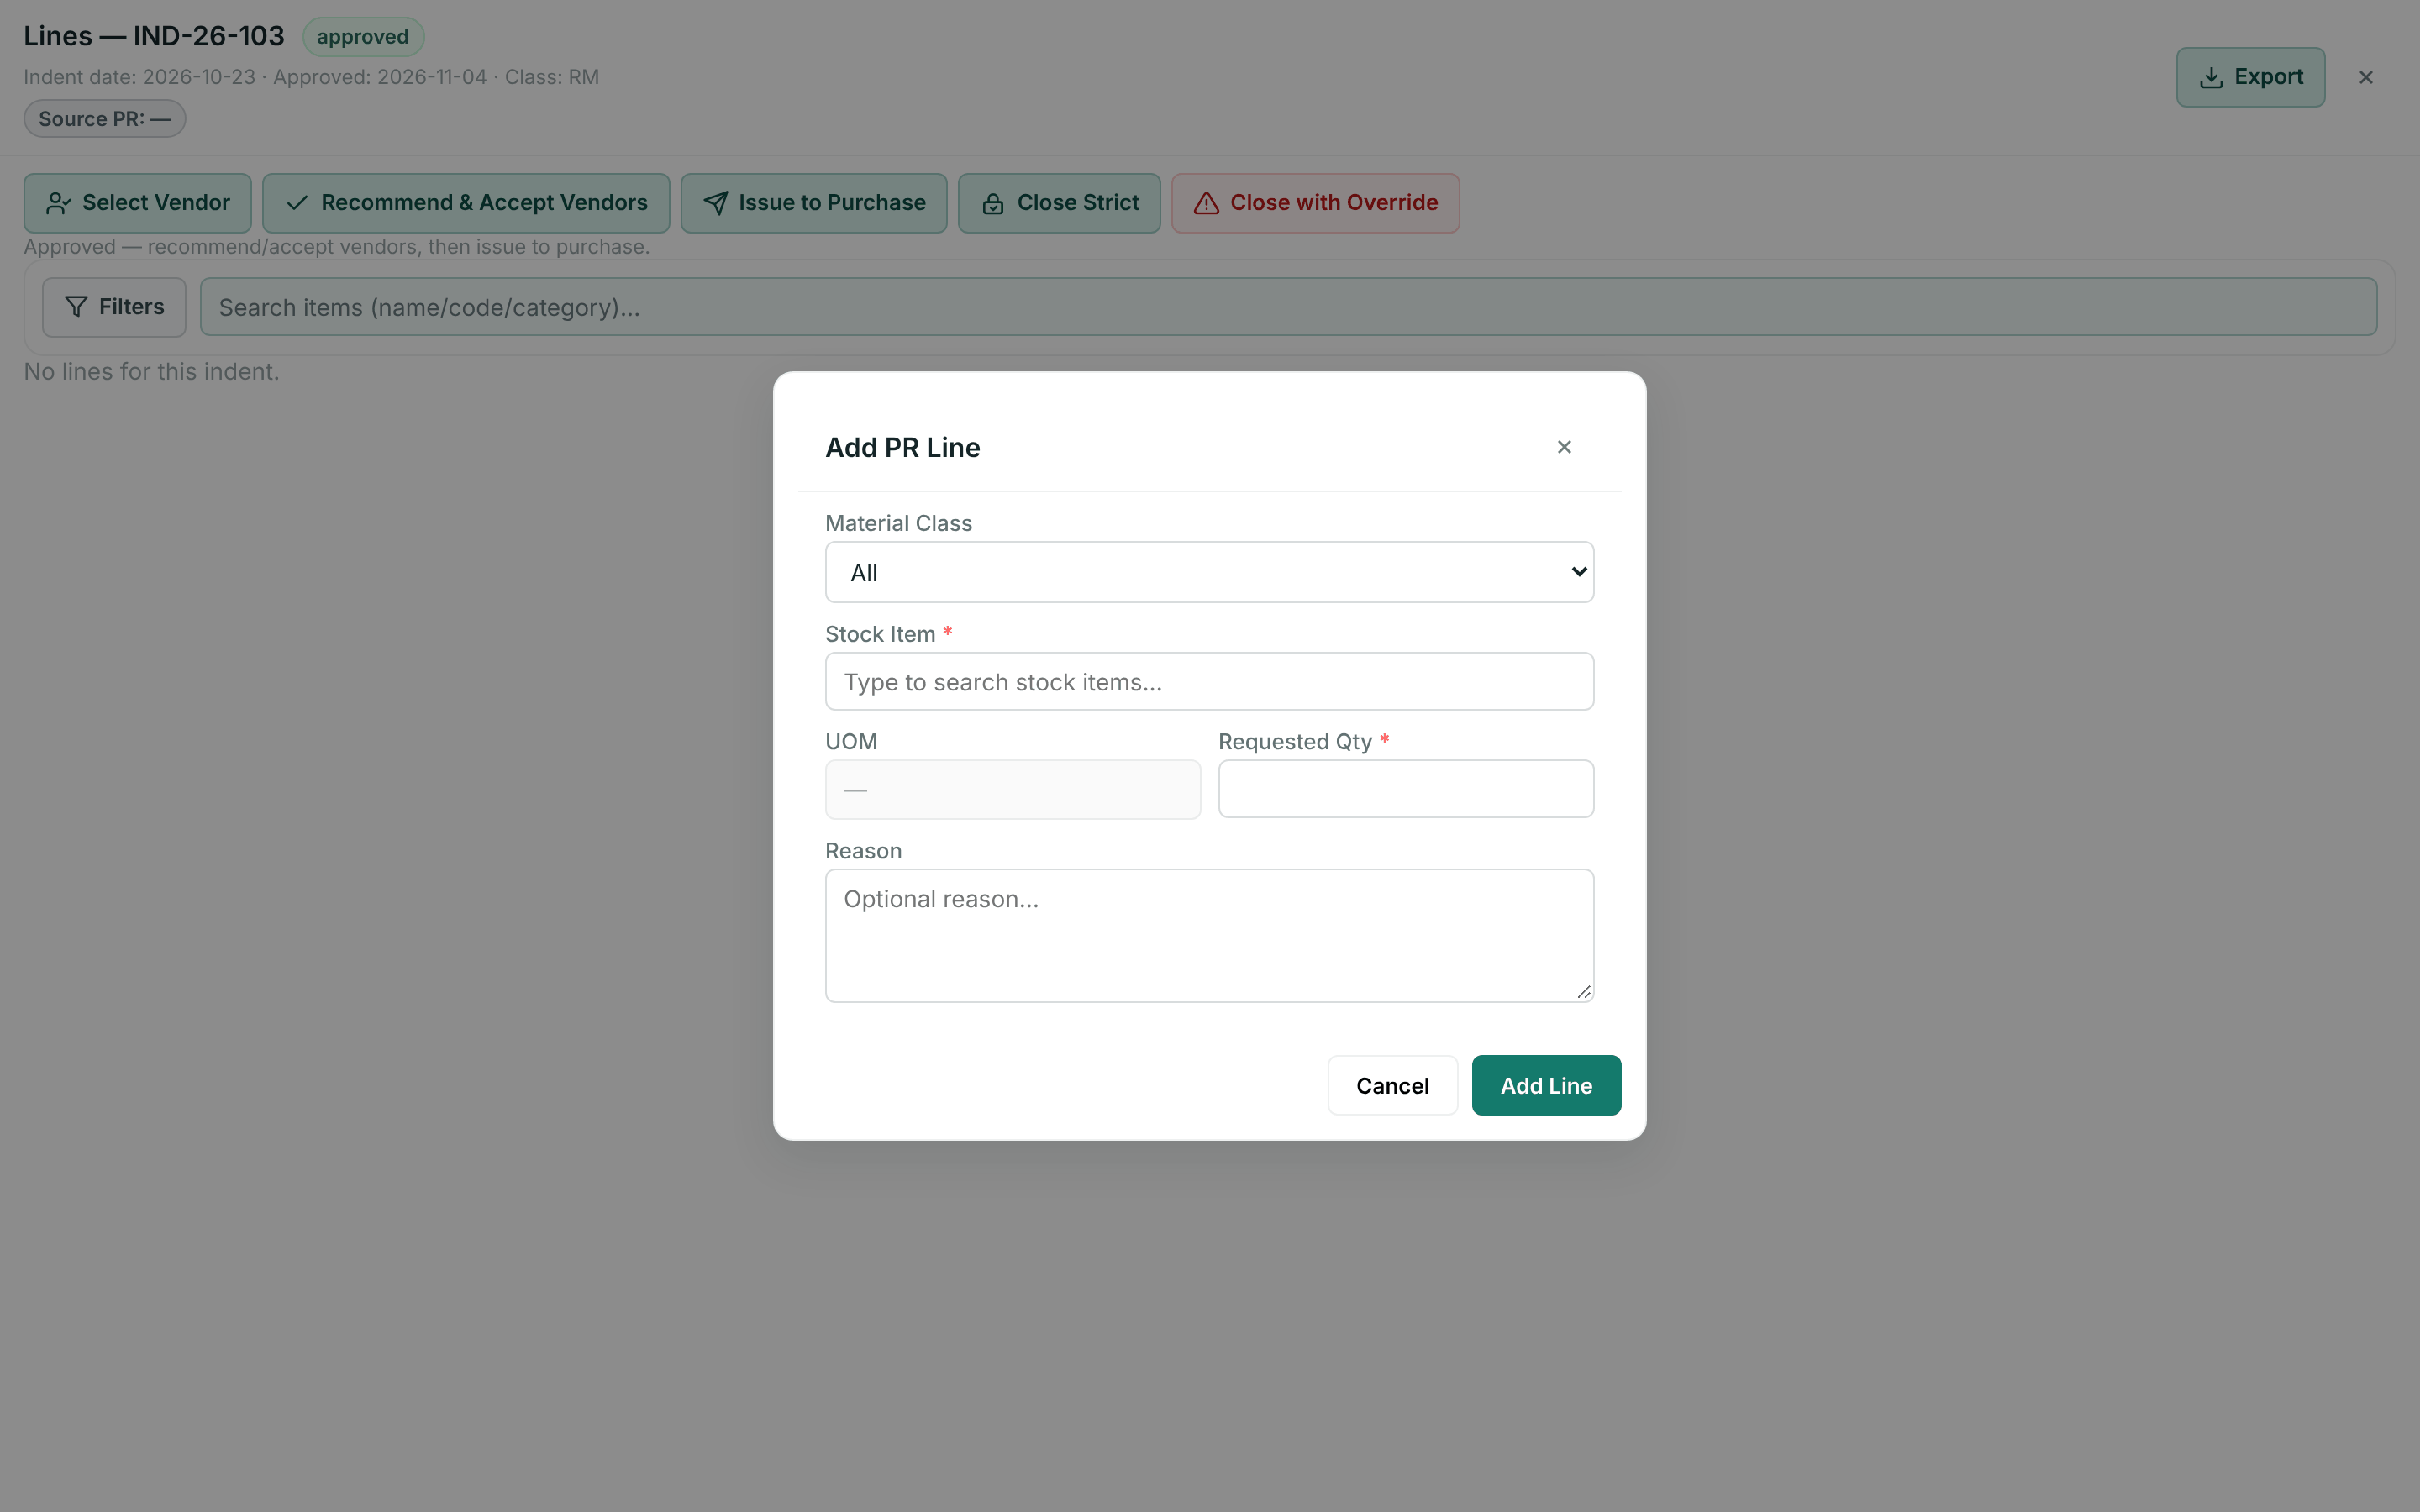 Lines — IND-26-103 approved
Indent date: 2026-10-23 · Approved: 2026-11-04 · Class: RM
Source PR: —
Export ×
Select Vendor Recommend & Accept Vendors Issue to Purchase Close Strict Close with Override
Approved — recommend/accept vendors, then issue to purchase.
Filters Search items (name/code/category)...
No lines for this indent.
Add PR Line ×
Material Class
All
Stock Item *
Type to search stock items...
UOM Requested Qty *
—
Reason
Optional reason...
Cancel Add Line